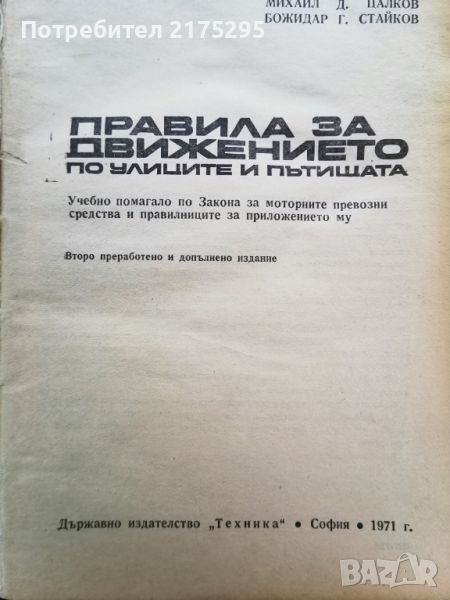 Потребител 2175295
МИХАИЛ Д. ЦАЛКОВ
БОЖИДАР Г. СТАЙКОВ
ПРАВИЛА ЗА
ДВИЖЕНИЕТО
ПО УЛИЦИТЕ И ПЪТИЩАТА
Учебно помагало по Закона за моторните превозни
средства и правилниците за приложението му
Второ преработено и допълнено издание
Държавно издателство „Техника“ • София • 1971 г.
BAZAR